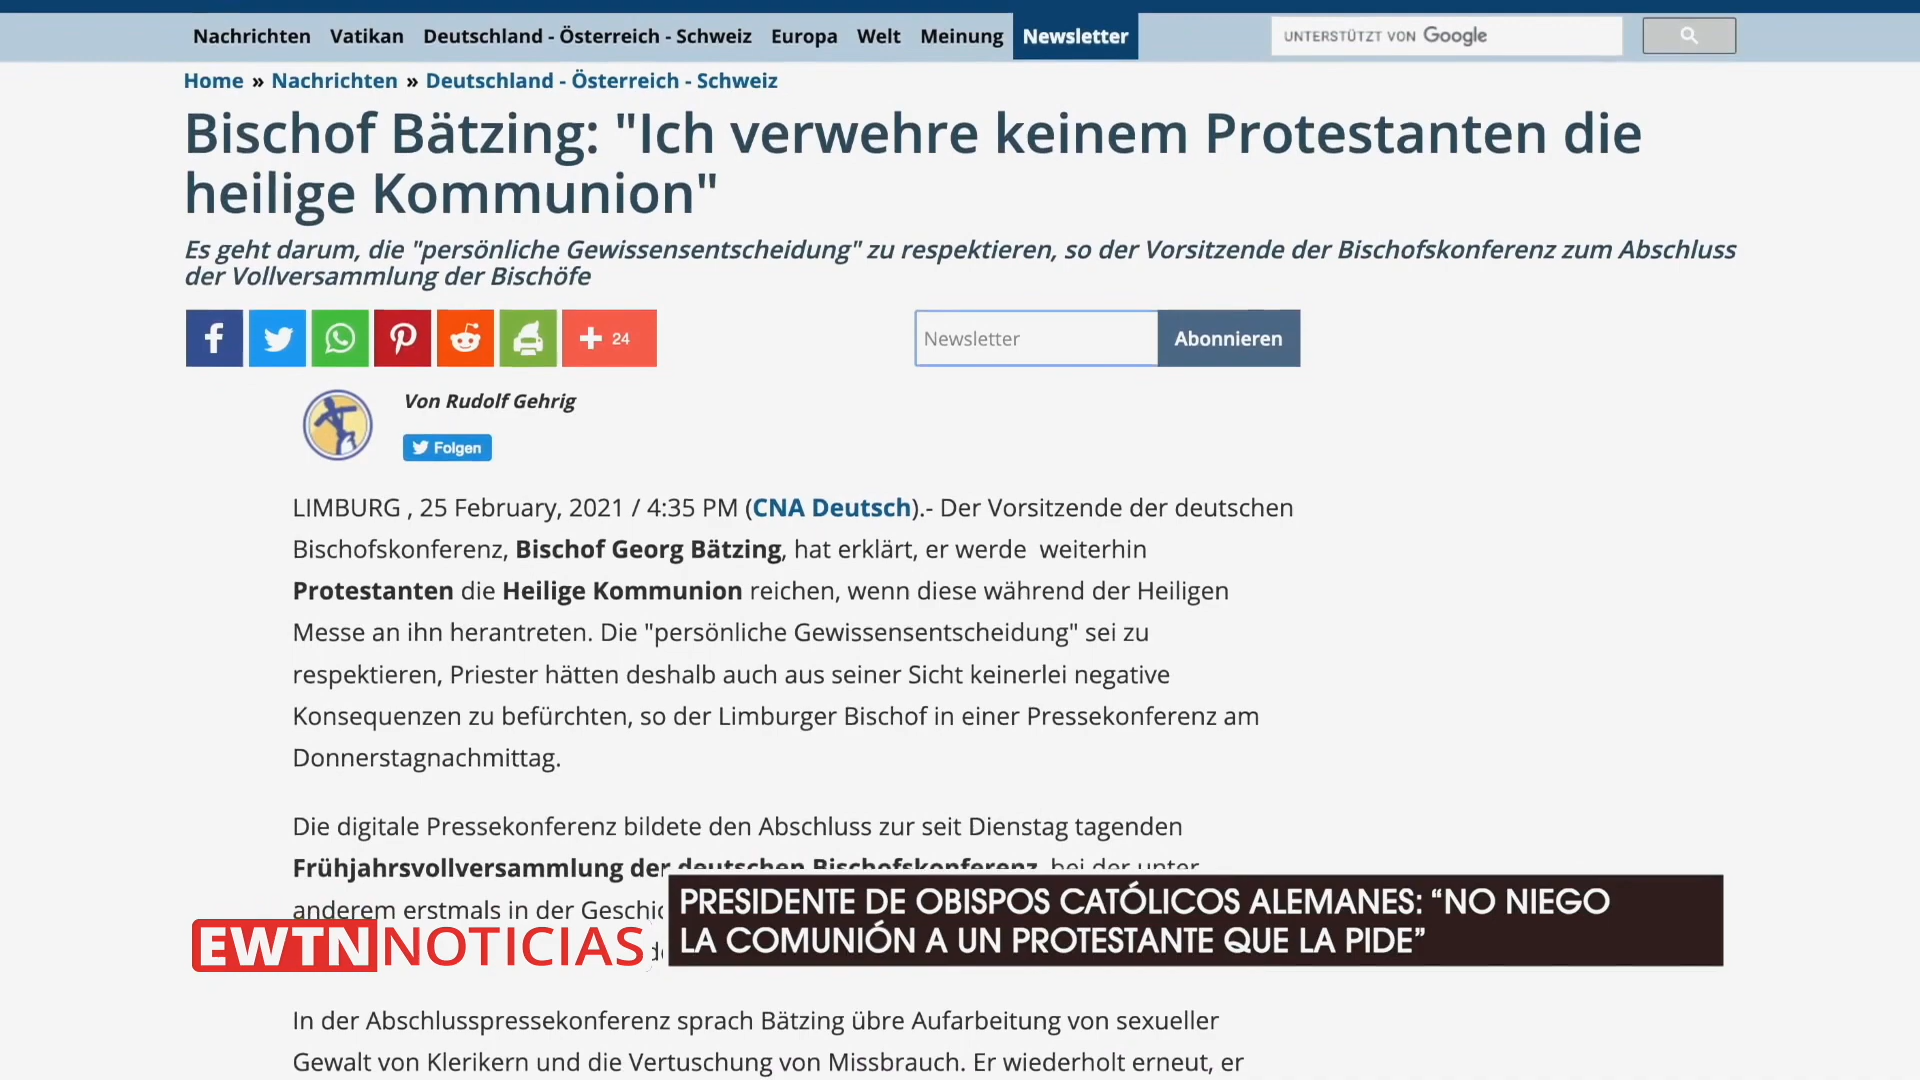 Nachrichten Vatikan Deutschland - Österreich - Schweiz Europa Welt Meinung Newsletter UNTERSTÜTZT VON Google
Home » Nachrichten » Deutschland - Österreich - Schweiz
Bischof Bätzing: "Ich verwehre keinem Protestanten die
heilige Kommunion"
Es geht darum, die "persönliche Gewissensentscheidung" zu respektieren, so der Vorsitzende der Bischofskonferenz zum Abschluss
der Vollversammlung der Bischöfe
24 Newsletter Abonnieren
Von Rudolf Gehrig
Folgen
LIMBURG , 25 February, 2021 / 4:35 PM (CNA Deutsch).- Der Vorsitzende der deutschen
Bischofskonferenz, Bischof Georg Bätzing, hat erklärt, er werde weiterhin
Protestanten die Heilige Kommunion reichen, wenn diese während der Heiligen
Messe an ihn herantreten. Die "persönliche Gewissensentscheidung" sei zu
respektieren, Priester hätten deshalb auch aus seiner Sicht keinerlei negative
Konsequenzen zu befürchten, so der Limburger Bischof in einer Pressekonferenz am
Donnerstagnachmittag.
Die digitale Pressekonferenz bildete den Abschluss zur seit Dienstag tagenden
Frühjahrsvollversammlung der deutschen Bischofskonferenz, bei der unter
anderem erstmals in der
PRESIDENTE DE OBISPOS CATÓLICOS ALEMANES: “NO NIEGO
LA COMUNIÓN A UN PROTESTANTE QUE LA PIDE”
EWTN NOTICIAS
In der Abschlusspressekonferenz sprach Bätzing übre Aufarbeitung von sexueller
Gewalt von Klerikern und die Vertuschung von Missbrauch. Er wiederholt erneut, er